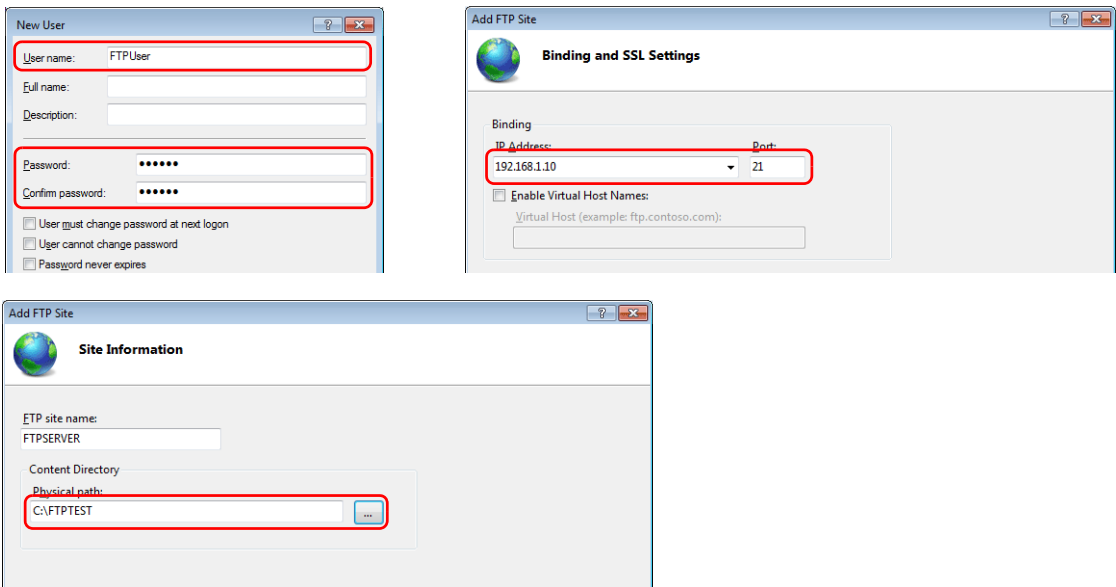 New User
User name: FTPUser
Full name:
Description:
Password: ••••••
Confirm password: ••••••
User must change password at next logon
User cannot change password
Password never expires
Add FTP Site
Binding and SSL Settings
Binding
IP Address: Port:
192.168.1.10 21
Enable Virtual Host Names:
Virtual Host (example: ftp.contoso.com):
Add FTP Site
Site Information
FTP site name:
FTPSERVER
Content Directory
Physical path:
C:\FTPTEST
...